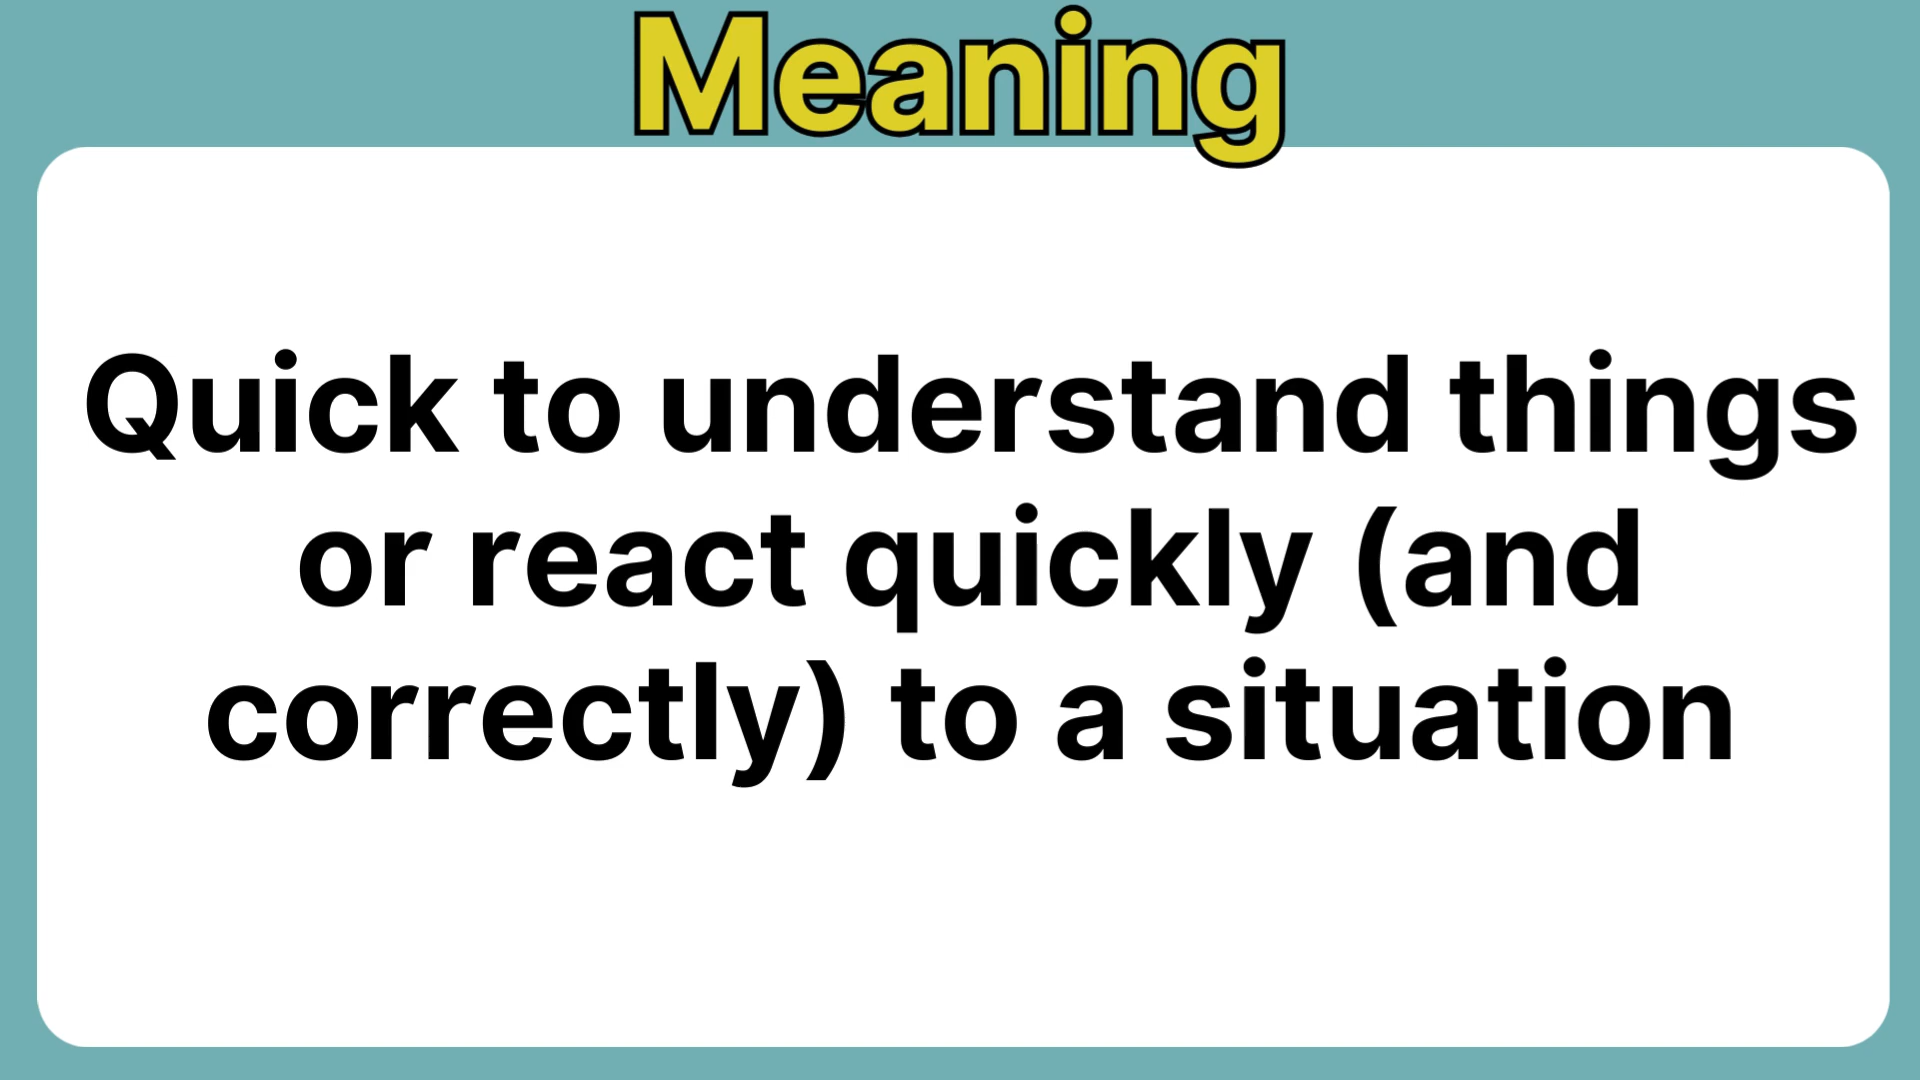 Meaning
Quick to understand things
or react quickly (and
correctly) to a situation